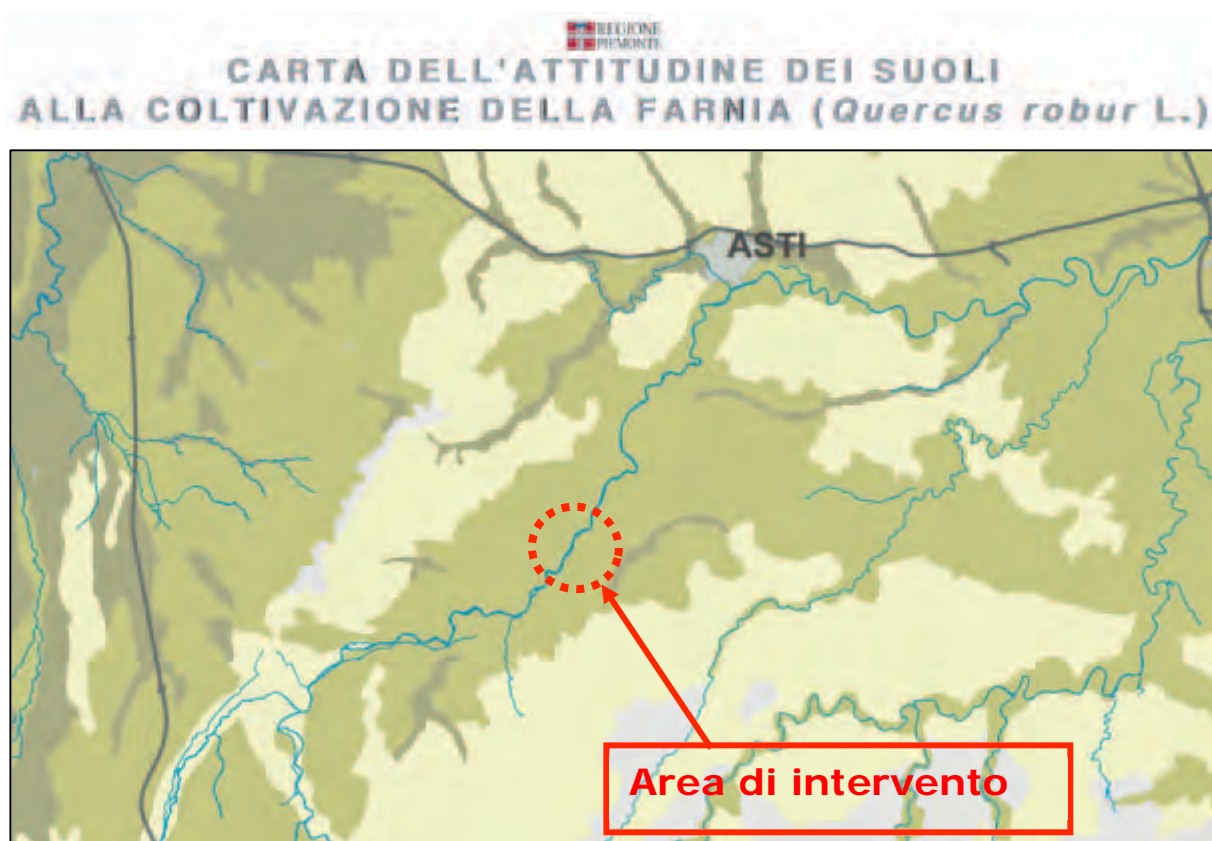 REGIONE
PIEMONTE
CARTA DELL'ATTITUDINE DEI SUOLI
ALLA COLTIVAZIONE DELLA FARNIA (Quercus robur L.)
ASTI
Area di intervento